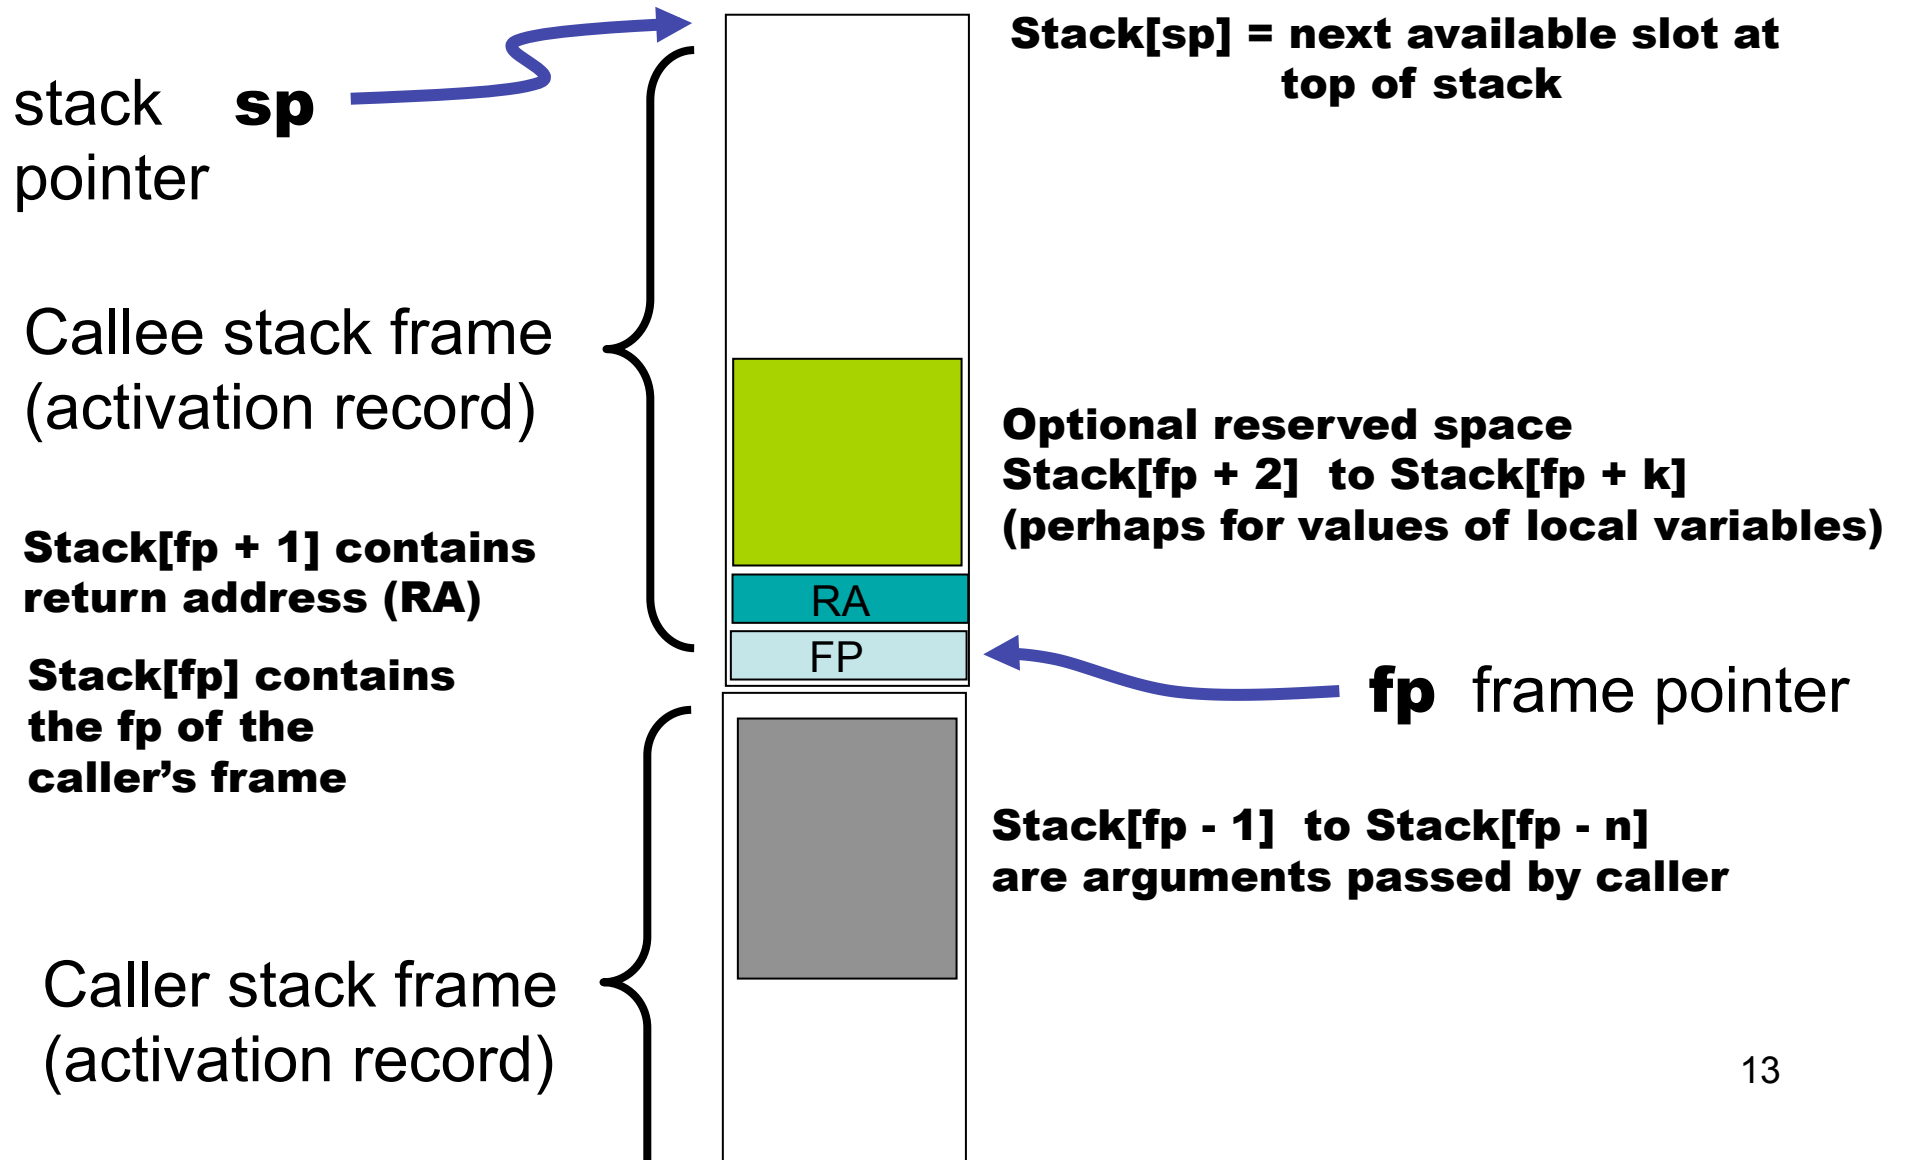 Stack[sp] = next available slot at
top of stack
stack sp
pointer
Callee stack frame
(activation record)
Optional reserved space
Stack[fp + 2] to Stack[fp + k]
(perhaps for values of local variables)
Stack[fp + 1] contains
return address (RA)
RA
FP
Stack[fp] contains
the fp of the
caller’s frame
fp frame pointer
Stack[fp - 1] to Stack[fp - n]
are arguments passed by caller
Caller stack frame
(activation record)
13